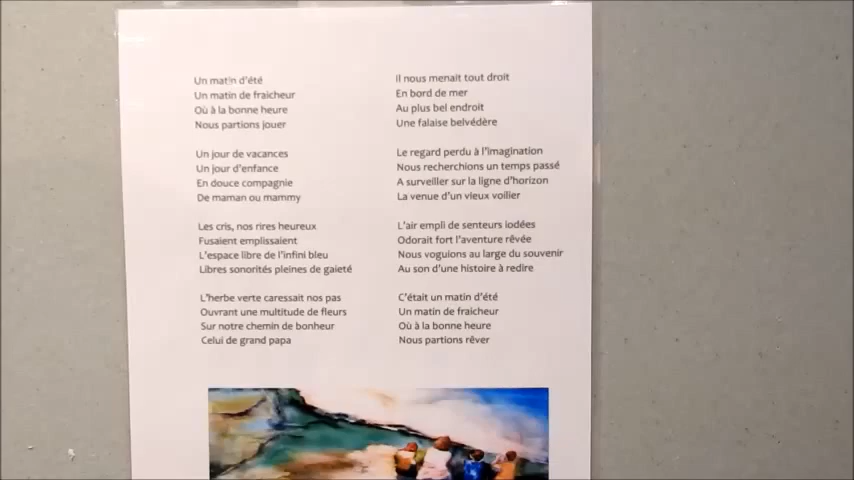 Un matin d'été
Un matin de fraicheur
Où à la bonne heure
Nous partions jouer
Un jour de vacances
Un jour d'enfance
En douce compagnie
De maman ou mammy
Les cris, nos rires heureux
Fusaient emplissaient
L'espace libre de l'infini bleu
Libres sonorités pleines de gaieté
L'herbe verte caressait nos pas
Ouvrant une multitude de fleurs
Sur notre chemin de bonheur
Celui de grand papa
Il nous menait tout droit
En bord de mer
Au plus bel endroit
Une falaise belvédère
Le regard perdu à l'imagination
Nous recherchions un temps passé
A surveiller sur la ligne d'horizon
La venue d'un vieux voilier
L'air empli de senteurs iodées
Odorait fort l'aventure rêvée
Nous voguions au large du souvenir
Au son d'une histoire à redire
C'était un matin d'été
Un matin de fraicheur
Où à la bonne heure
Nous partions rêver